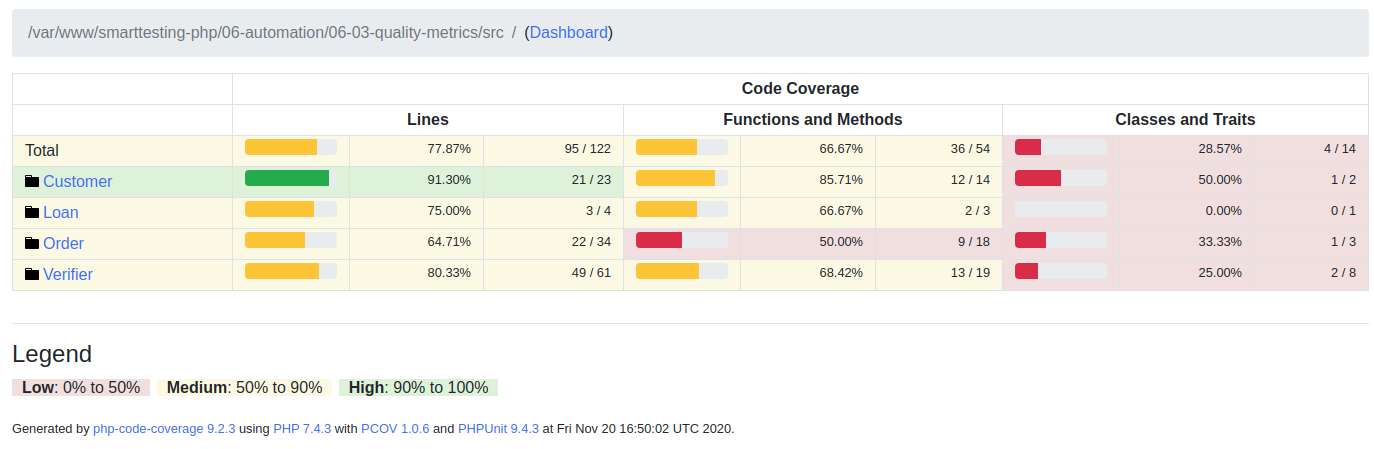 /var/www/smarttesting-php/06-automation/06-03-quality-metrics/src / (Dashboard)
Code Coverage
Lines Functions and Methods Classes and Traits
Total 77.87% 95 / 122 66.67% 36 / 54 28.57% 4 / 14
Customer 91.30% 21 / 23 85.71% 12 / 14 50.00% 1 / 2
Loan 75.00% 3 / 4 66.67% 2 / 3 0.00% 0 / 1
Order 64.71% 22 / 34 50.00% 9 / 18 33.33% 1 / 3
Verifier 80.33% 49 / 61 68.42% 13 / 19 25.00% 2 / 8
Legend
Low: 0% to 50% Medium: 50% to 90% High: 90% to 100%
Generated by php-code-coverage 9.2.3 using PHP 7.4.3 with PCOV 1.0.6 and PHPUnit 9.4.3 at Fri Nov 20 16:50:02 UTC 2020.